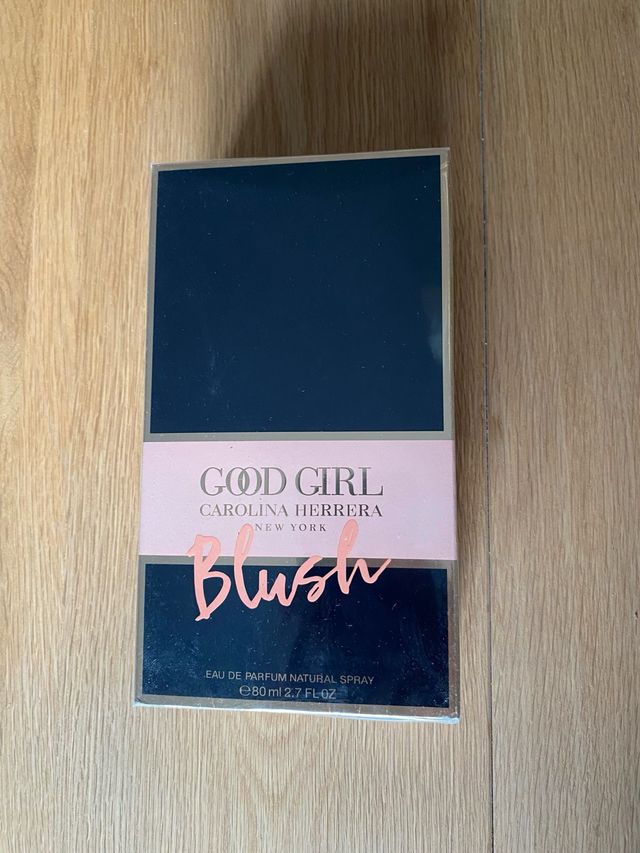 GOOD GIRL
CAROLINA HERRERA
NEW YORK
Blush
EAU DE PARFUM NATURAL SPRAY
℮80 ml 2.7 FL OZ